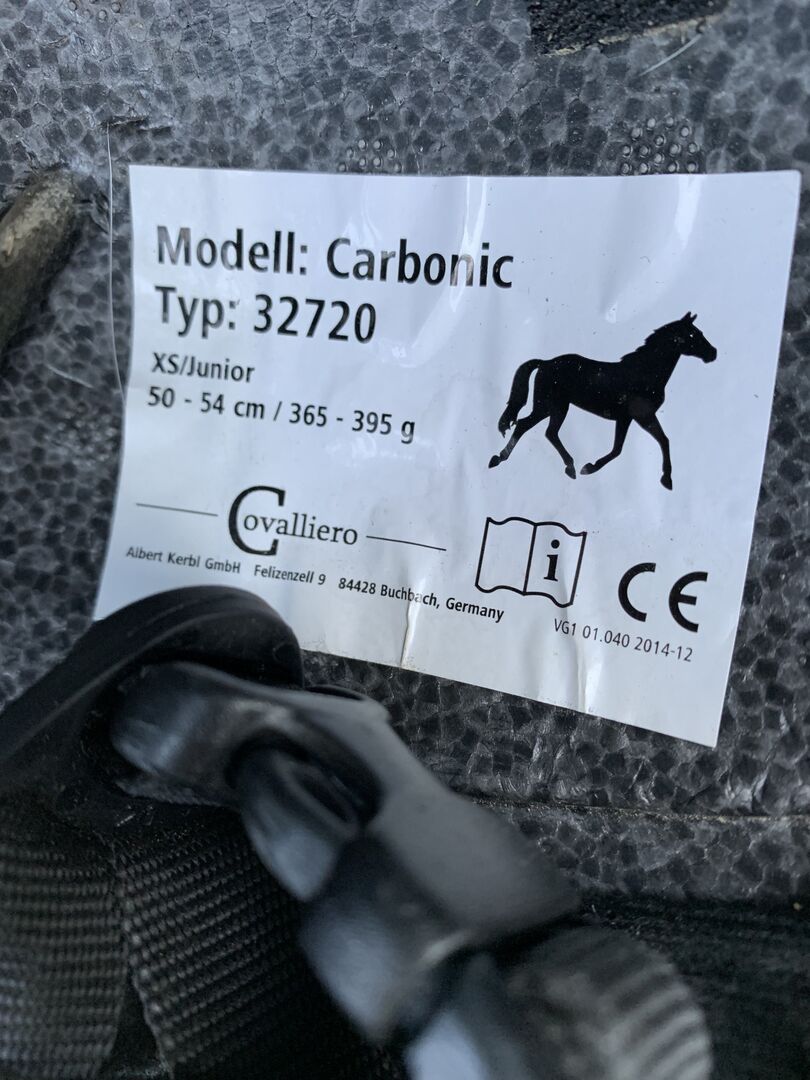 Modell: Carbonic
Typ: 32720
XS/Junior
50 - 54 cm / 365 - 395 g
Covalliero
Albert Kerbl GmbH Felizenzell 9 84428 Buchbach, Germany
i
CE
VG1 01.040 2014-12